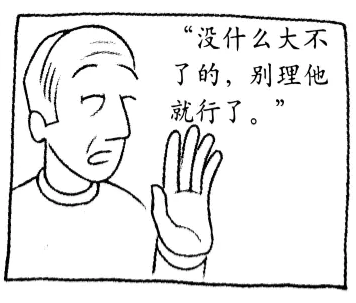 “没什么大不
了的，别理他
就行了。”